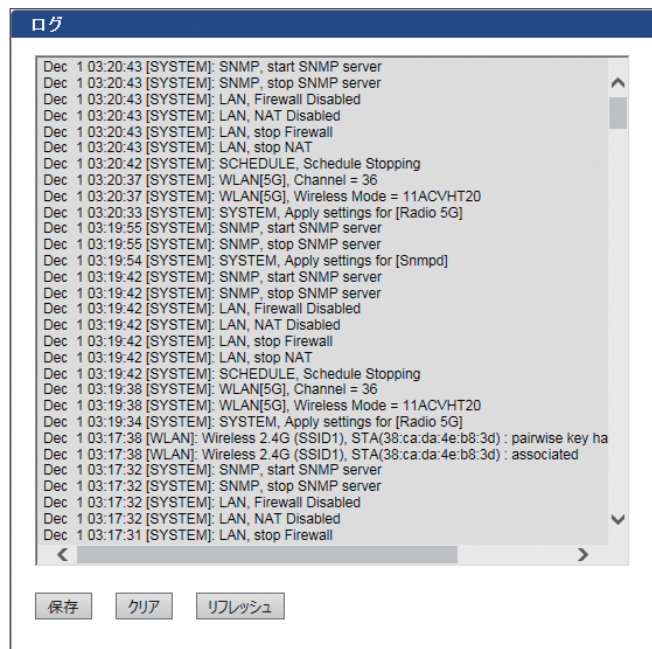 ログ
Dec 1 03:20:43 [SYSTEM]: SNMP, start SNMP server
Dec 1 03:20:43 [SYSTEM]: SNMP, stop SNMP server
Dec 1 03:20:43 [SYSTEM]: LAN, Firewall Disabled
Dec 1 03:20:43 [SYSTEM]: LAN, NAT Disabled
Dec 1 03:20:43 [SYSTEM]: LAN, stop Firewall
Dec 1 03:20:43 [SYSTEM]: LAN, stop NAT
Dec 1 03:20:42 [SYSTEM]: SCHEDULE, Schedule Stopping
Dec 1 03:20:37 [SYSTEM]: WLAN[5G], Channel = 36
Dec 1 03:20:37 [SYSTEM]: WLAN[5G], Wireless Mode = 11ACVHT20
Dec 1 03:20:33 [SYSTEM]: SYSTEM, Apply settings for [Radio 5G]
Dec 1 03:19:55 [SYSTEM]: SNMP, start SNMP server
Dec 1 03:19:55 [SYSTEM]: SNMP, stop SNMP server
Dec 1 03:19:54 [SYSTEM]: SYSTEM, Apply settings for [Snmpd]
Dec 1 03:19:42 [SYSTEM]: SNMP, start SNMP server
Dec 1 03:19:42 [SYSTEM]: SNMP, stop SNMP server
Dec 1 03:19:42 [SYSTEM]: LAN, Firewall Disabled
Dec 1 03:19:42 [SYSTEM]: LAN, NAT Disabled
Dec 1 03:19:42 [SYSTEM]: LAN, stop Firewall
Dec 1 03:19:42 [SYSTEM]: LAN, stop NAT
Dec 1 03:19:42 [SYSTEM]: SCHEDULE, Schedule Stopping
Dec 1 03:19:38 [SYSTEM]: WLAN[5G], Channel = 36
Dec 1 03:19:38 [SYSTEM]: WLAN[5G], Wireless Mode = 11ACVHT20
Dec 1 03:19:34 [SYSTEM]: SYSTEM, Apply settings for [Radio 5G]
Dec 1 03:17:38 [WLAN]: Wireless 2.4G (SSID1), STA(38:ca:da:4e:b8:3d) : pairwise key ha
Dec 1 03:17:38 [WLAN]: Wireless 2.4G (SSID1), STA(38:ca:da:4e:b8:3d) : associated
Dec 1 03:17:32 [SYSTEM]: SNMP, start SNMP server
Dec 1 03:17:32 [SYSTEM]: SNMP, stop SNMP server
Dec 1 03:17:32 [SYSTEM]: LAN, Firewall Disabled
Dec 1 03:17:32 [SYSTEM]: LAN, NAT Disabled
Dec 1 03:17:31 [SYSTEM]: LAN, stop Firewall
保存 クリア リフレッシュ